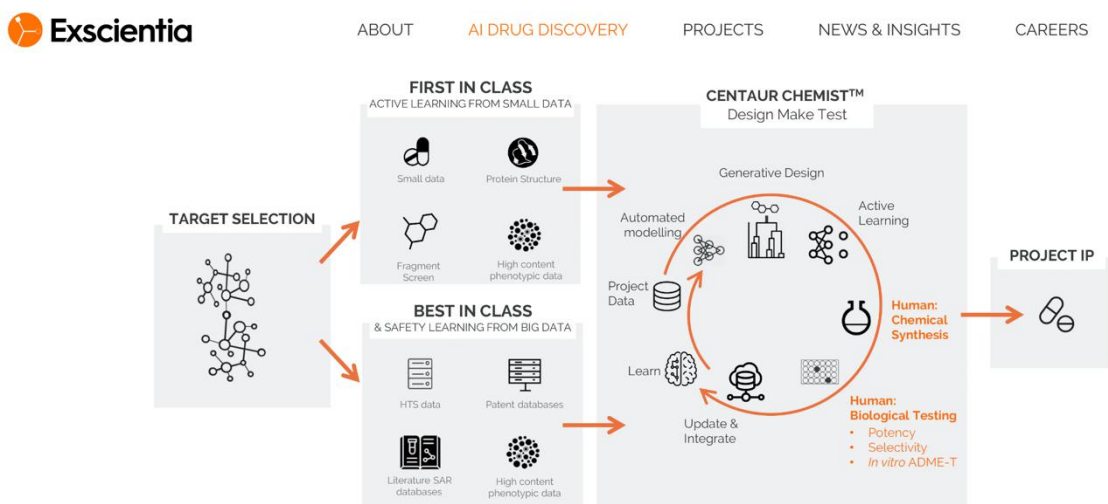 Exscientia
ABOUT
AI DRUG DISCOVERY
PROJECTS
NEWS & INSIGHTS
CAREERS
TARGET SELECTION
FIRST IN CLASS
ACTIVE LEARNING FROM SMALL DATA
Small data
Protein Structure
Fragment
Screen
High content
phenotypic data
BEST IN CLASS
& SAFETY LEARNING FROM BIG DATA
HTS data
Patent databases
Literature SAR
databases
High content
phenotypic data
CENTAUR CHEMIST™
Design Make Test
Generative Design
Automated
modelling
Active
Learning
Project
Data
Human:
Chemical
Synthesis
Learn
Update &
Integrate
Human:
Biological Testing
• Potency
• Selectivity
• In vitro ADME-T
PROJECT IP